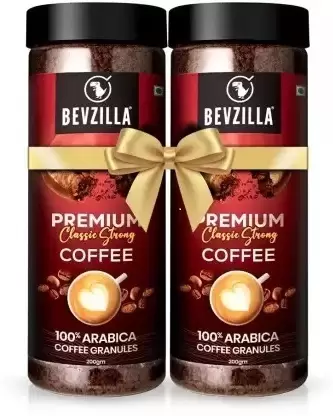 BEVZILLA
PREMIUM
Classic Strong
COFFEE
100% ARABICA
COFFEE GRANULES
200gm
BEVZILLA
PREMIUM
Classic Strong
COFFEE
100% ARABICA
COFFEE GRANULES
200gm